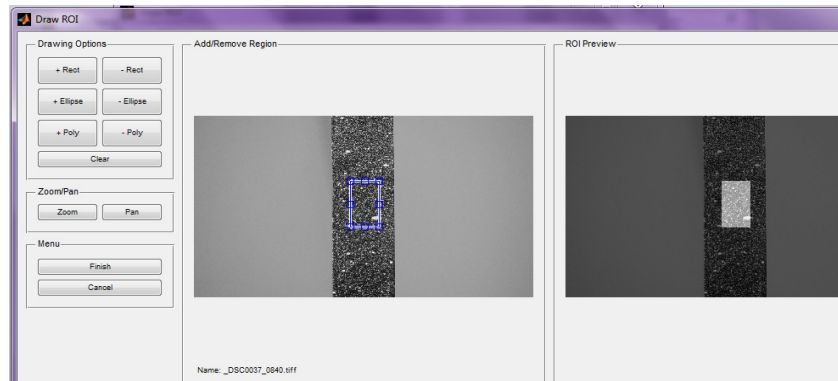 Draw ROI
Drawing Options
+ Rect
- Rect
+ Ellipse
- Ellipse
+ Poly
- Poly
Clear
Zoom/Pan
Zoom
Pan
Menu
Finish
Cancel
Add/Remove Region
Name: _DSC0037_0840.tiff
ROI Preview